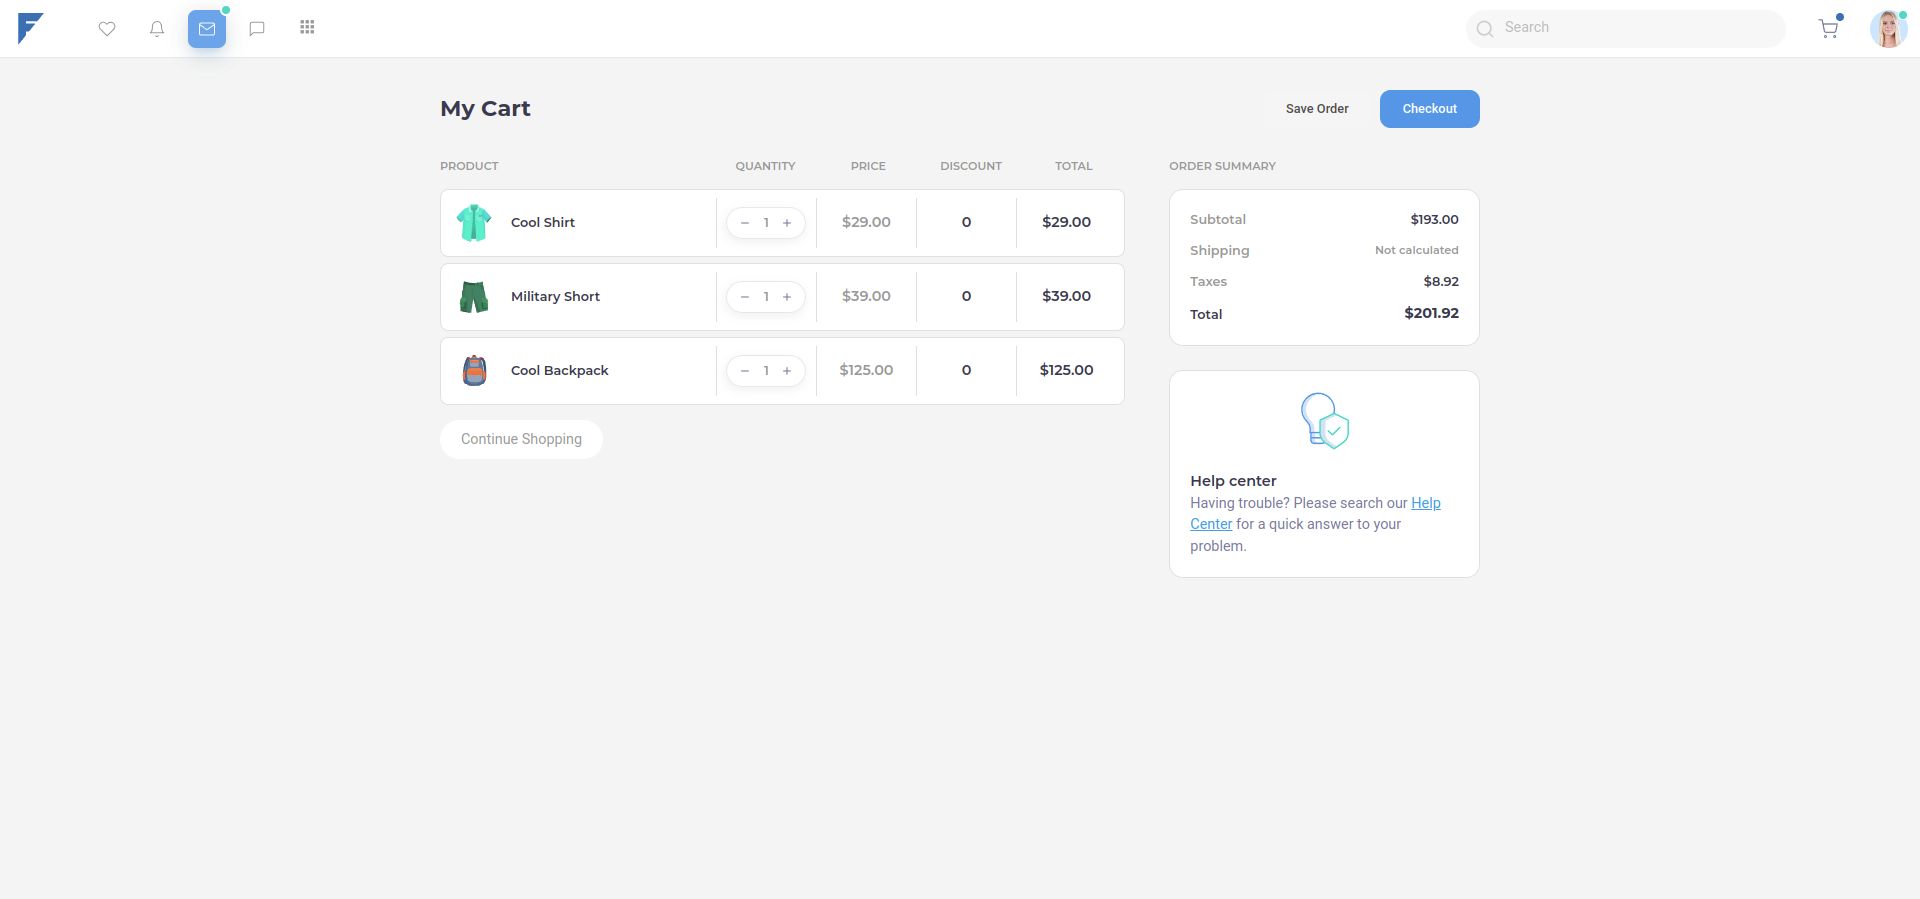 Search
My Cart
Save Order
Checkout
PRODUCT QUANTITY PRICE DISCOUNT TOTAL
Cool Shirt − 1 + $29.00 0 $29.00
Military Short − 1 + $39.00 0 $39.00
Cool Backpack − 1 + $125.00 0 $125.00
Continue Shopping
ORDER SUMMARY
Subtotal $193.00
Shipping Not calculated
Taxes $8.92
Total $201.92
Help center
Having trouble? Please search our Help
Center for a quick answer to your
problem.